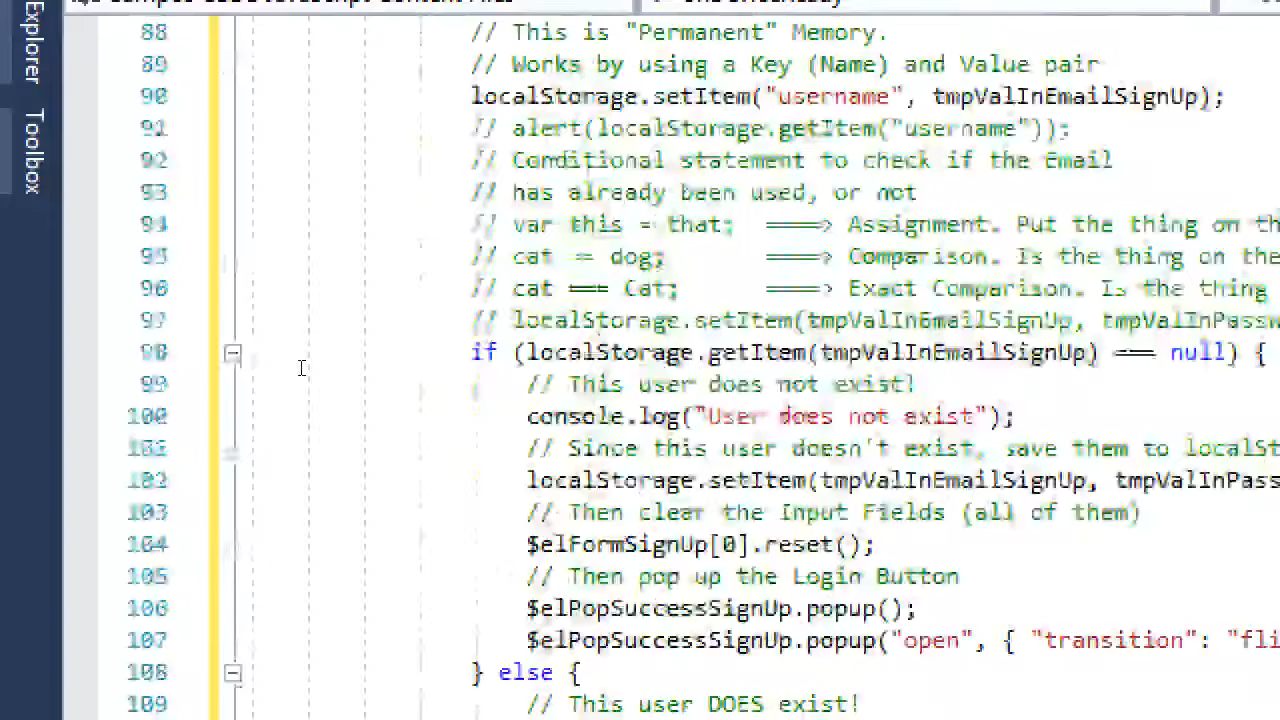 Explorer
Toolbox
88 // This is "Permanent" Memory.
89 // Works by using a Key (Name) and Value pair
90 localStorage.setItem("username", tmpValInEmailSignUp);
91 // alert(localStorage.getItem("username"));
92 // Conditional statement to check if the Email
93 // has already been used, or not
94 // var this = that; ===> Assignment. Put the thing on th
95 // cat = dog; ===> Comparison. Is the thing on the
96 // cat === Cat; ===> Exact Comparison. Is the thing
97 // localStorage.setItem(tmpValInEmailSignUp, tmpValInPassw
98 if (localStorage.getItem(tmpValInEmailSignUp) === null) {
99 // This user does not exist!
100 console.log("User does not exist");
101 // Since this user doesn't exist, save them to localSt
102 localStorage.setItem(tmpValInEmailSignUp, tmpValInPass
103 // Then clear the Input Fields (all of them)
104 $elFormSignUp[0].reset();
105 // Then pop up the Login Button
106 $elPopSuccessSignUp.popup();
107 $elPopSuccessSignUp.popup("open", { "transition": "fli
108 } else {
109 // This user DOES exist!